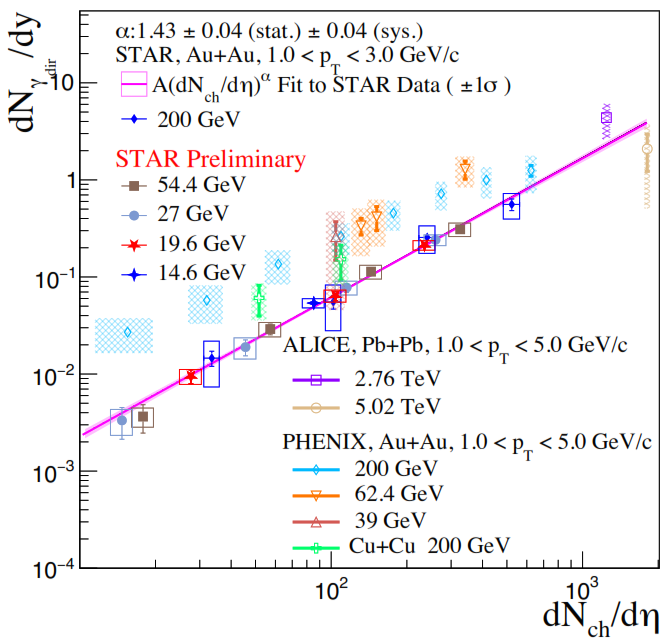 dN_γdir/dy
α:1.43 ± 0.04 (stat.) ± 0.04 (sys.)
STAR, Au+Au, 1.0 < p_T < 3.0 GeV/c
A(dN_ch/dη)^α Fit to STAR Data ( ±1σ )
200 GeV
STAR Preliminary
54.4 GeV
27 GeV
19.6 GeV
14.6 GeV
ALICE, Pb+Pb, 1.0 < p_T < 5.0 GeV/c
2.76 TeV
5.02 TeV
PHENIX, Au+Au, 1.0 < p_T < 5.0 GeV/c
200 GeV
62.4 GeV
39 GeV
Cu+Cu 200 GeV
10
1
10^−1
10^−2
10^−3
10^−4
10^2
10^3
dN_ch/dη